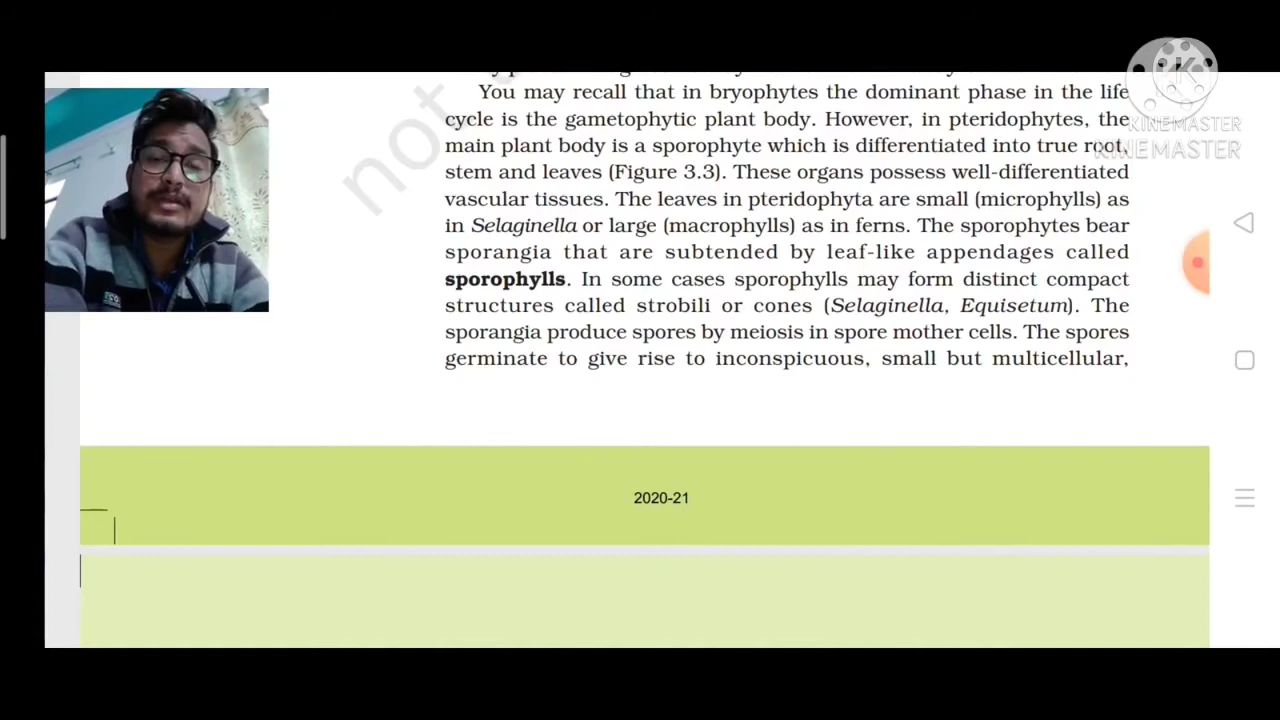 You may recall that in bryophytes the dominant phase in the life
cycle is the gametophytic plant body. However, in pteridophytes, the
main plant body is a sporophyte which is differentiated into true root,
stem and leaves (Figure 3.3). These organs possess well-differentiated
vascular tissues. The leaves in pteridophyta are small (microphylls) as
in Selaginella or large (macrophylls) as in ferns. The sporophytes bear
sporangia that are subtended by leaf-like appendages called
sporophylls. In some cases sporophylls may form distinct compact
structures called strobili or cones (Selaginella, Equisetum). The
sporangia produce spores by meiosis in spore mother cells. The spores
germinate to give rise to inconspicuous, small but multicellular,
2020-21
not
K
KINEMASTER
KINEMASTER